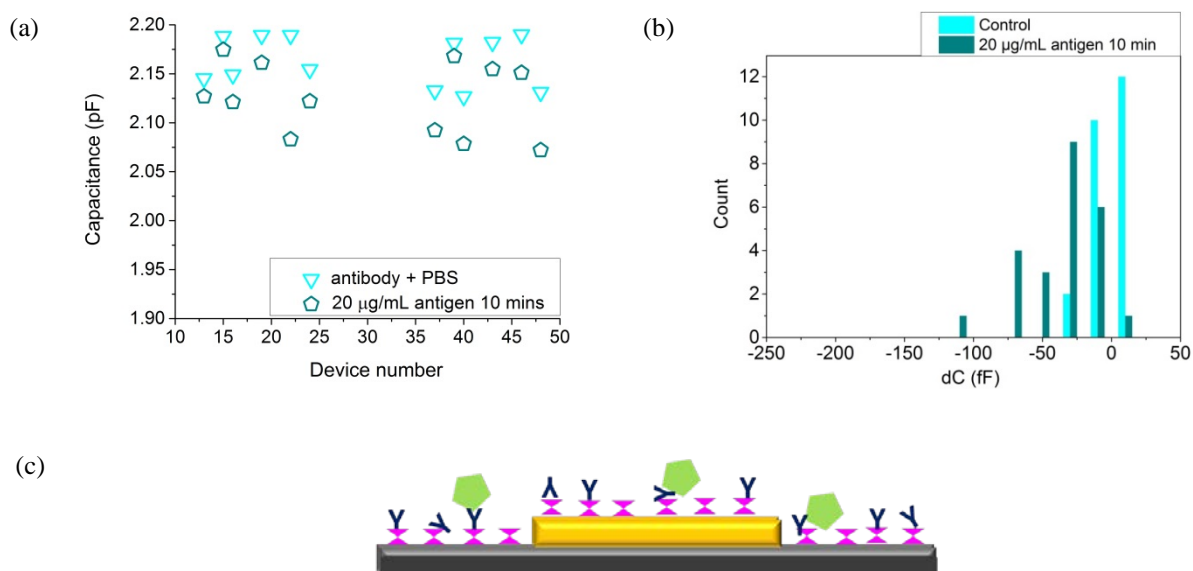 (a)
2.20
2.15
2.10
2.05
2.00
1.95
1.90
Capacitance (pF)
antibody + PBS
20 μg/mL antigen 10 mins
10 15 20 25 30 35 40 45 50
Device number
(b)
Control
20 μg/mL antigen 10 min
12
10
8
6
4
2
0
Count
-250 -200 -150 -100 -50 0 50
dC (fF)
(c)